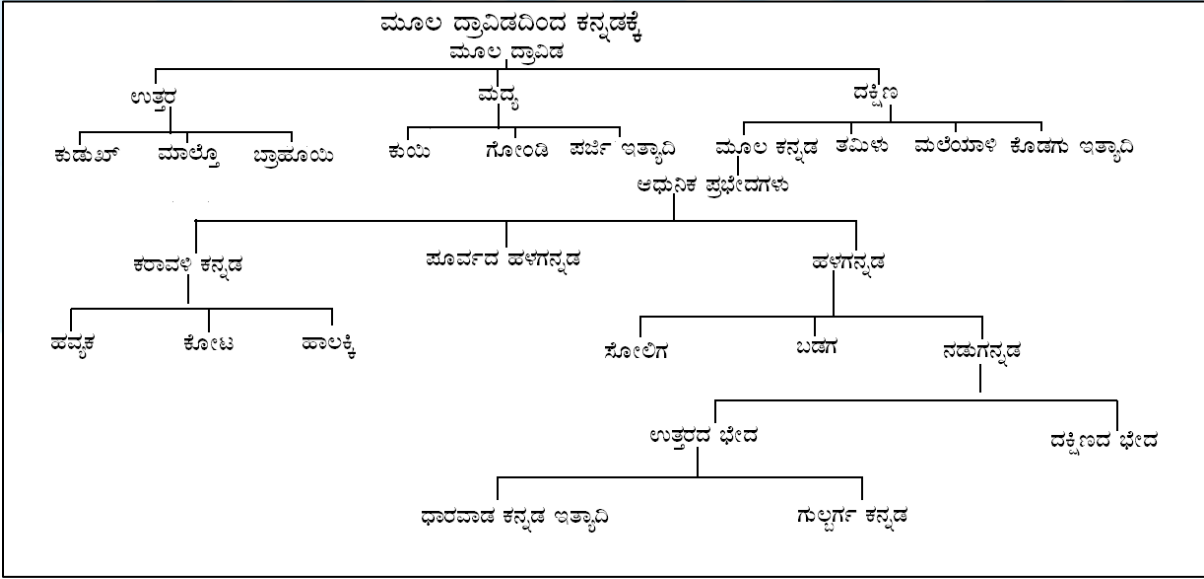 ಮೂಲ ದ್ರಾವಿಡದಿಂದ ಕನ್ನಡಕ್ಕೆ
ಮೂಲ ದ್ರಾವಿಡ
ಉತ್ತರ ಮದ್ಯ ದಕ್ಷಿಣ
ಕುಡುಖ್ ಮಾಲ್ತೊ ಬ್ರಾಹೂಯಿ ಕುಯಿ ಗೋಂಡಿ ಪರ್ಜಿ ಇತ್ಯಾದಿ ಮೂಲ ಕನ್ನಡ ತಮಿಳು ಮಲೆಯಾಳಿ ಕೊಡಗು ಇತ್ಯಾದಿ
ಆಧುನಿಕ ಪ್ರಭೇದಗಳು
ಕರಾವಳಿ ಕನ್ನಡ ಪೂರ್ವದ ಹಳಗನ್ನಡ ಹಳಗನ್ನಡ
ಹವ್ಯಕ ಕೋಟ ಹಾಲಕ್ಕಿ ಸೋಲಿಗ ಬಡಗ ನಡುಗನ್ನಡ
ಉತ್ತರದ ಭೇದ ದಕ್ಷಿಣದ ಭೇದ
ಧಾರವಾಡ ಕನ್ನಡ ಇತ್ಯಾದಿ ಗುಲ್ಬರ್ಗ ಕನ್ನಡ